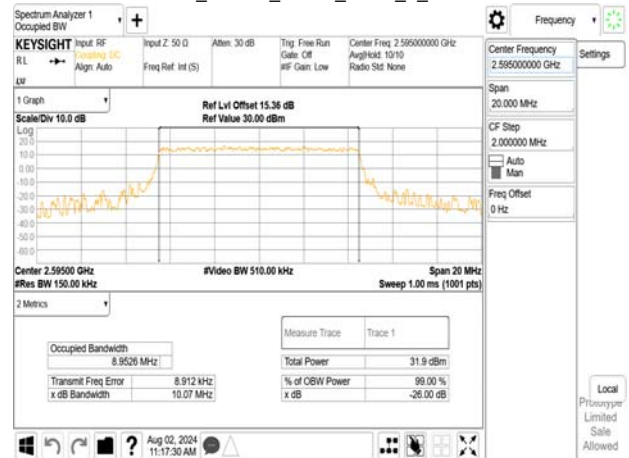 Spectrum Analyzer 1
Occupied BW
Frequency
KEYSIGHT Input: RF Input Z: 50 Ω Atten: 30 dB Trig: Free Run Center Freq: 2.595000000 GHz
RL Coupling: DC Gate: Off Avg|Hold: 10/10
Align: Auto Freq Ref: Int (S) #IF Gain: Low Radio Std: None
Center Frequency
2.595000000 GHz
Settings
Span
20.000 MHz
CF Step
2.000000 MHz
Auto
Man
Freq Offset
0 Hz
1 Graph
Ref Lvl Offset 15.36 dB
Scale/Div 10.0 dB Ref Value 30.00 dBm
Log
20.0
10.0
0.00
-10.0
-20.0
-30.0
-40.0
-50.0
-60.0
Center 2.59500 GHz #Video BW 510.00 kHz Span 20 MHz
#Res BW 150.00 kHz Sweep 1.00 ms (1001 pts)
2 Metrics
Measure Trace Trace 1
Occupied Bandwidth
8.9526 MHz
Total Power 31.9 dBm
Transmit Freq Error 8.912 kHz % of OBW Power 99.00 %
x dB Bandwidth 10.07 MHz x dB -26.00 dB
Local
Prototype
Limited
Sale
Allowed
Aug 02, 2024
11:17:30 AM